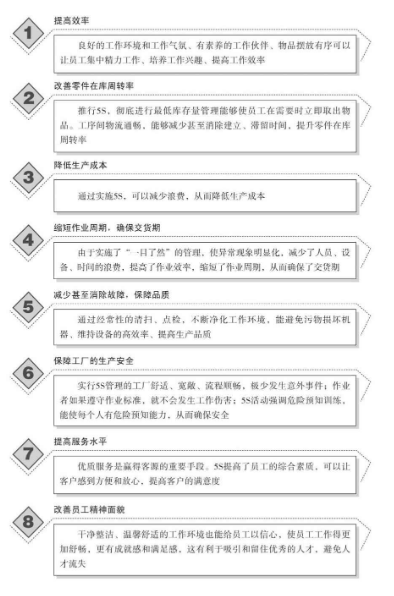 1
提高效率
良好的工作环境和工作气氛、有素养的工作伙伴、物品摆放有序可以
让员工集中精力工作、培养工作兴趣、提高工作效率
2
改善零件在库周转率
推行5S，彻底进行最低库存量管理能够使员工在需要时立即取出物
品。工序间物流通畅，能够减少甚至消除建立、滞留时间，提升零件在库
周转率
3
降低生产成本
通过实施5S，可以减少浪费，从而降低生产成本
4
缩短作业周期，确保交货期
由于实施了“一目了然”的管理，使异常现象明显化，减少了人员、设
备、时间的浪费，提高了作业效率，缩短了作业周期，从而确保了交货期
5
减少甚至消除故障，保障品质
通过经常性的清扫、点检，不断净化工作环境，能避免污物损坏机
器，维持设备的高效率、提高生产品质
6
保障工厂的生产安全
实行5S管理的工厂舒适、宽敞、流程顺畅，极少发生意外事件；作业
者如果遵守作业标准，就不会发生工作伤害；5S活动强调危险预知训练，
能使每个人有危险预知能力，从而确保安全
7
提高服务水平
优质服务是赢得客源的重要手段。5S提高了员工的综合素质，可以让
客户感到方便和放心，提高客户的满意度
8
改善员工精神面貌
干净整洁、温馨舒适的工作环境也能给员工以信心，使员工工作得更
加舒畅，更有成就感和满足感，这有利于吸引和留住优秀的人才，避免人
才流失